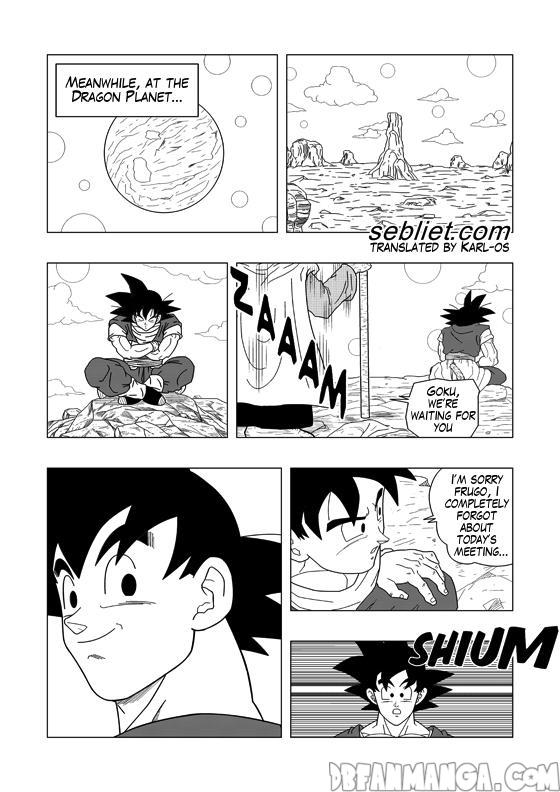 MEANWHILE, AT THE
DRAGON PLANET...
sebliet.com
TRANSLATED BY KARL-OS
ZAAAAM
GOKU,
WE'RE
WAITING FOR
YOU
I'M SORRY
FRUGO, I
COMPLETELY
FORGOT
ABOUT
TODAY'S
MEETING...
SHIUM
DBFANMANGA.COM